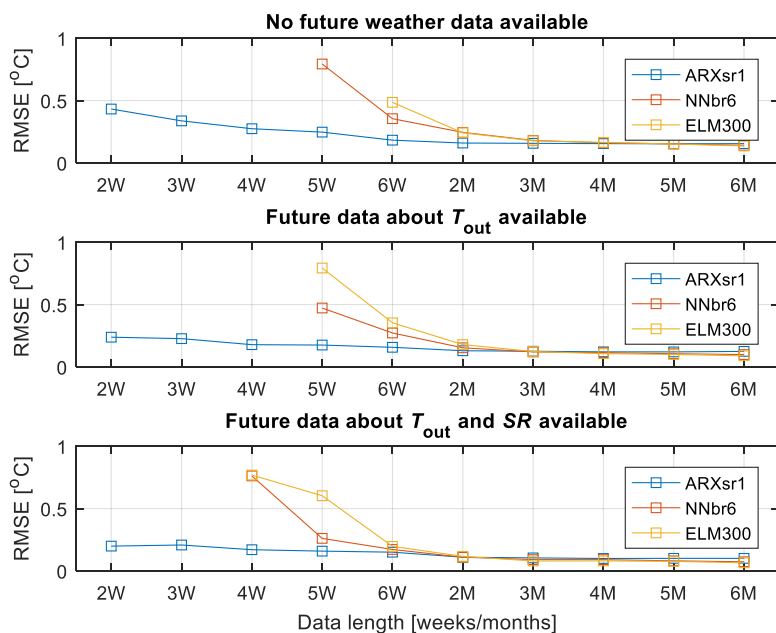 No future weather data available
RMSE [°C]
1
0.5
0
ARXsr1
NNbr6
ELM300
2W 3W 4W 5W 6W 2M 3M 4M 5M 6M
Future data about Tout available
RMSE [°C]
1
0.5
0
ARXsr1
NNbr6
ELM300
2W 3W 4W 5W 6W 2M 3M 4M 5M 6M
Future data about Tout and SR available
RMSE [°C]
1
0.5
0
ARXsr1
NNbr6
ELM300
2W 3W 4W 5W 6W 2M 3M 4M 5M 6M
Data length [weeks/months]